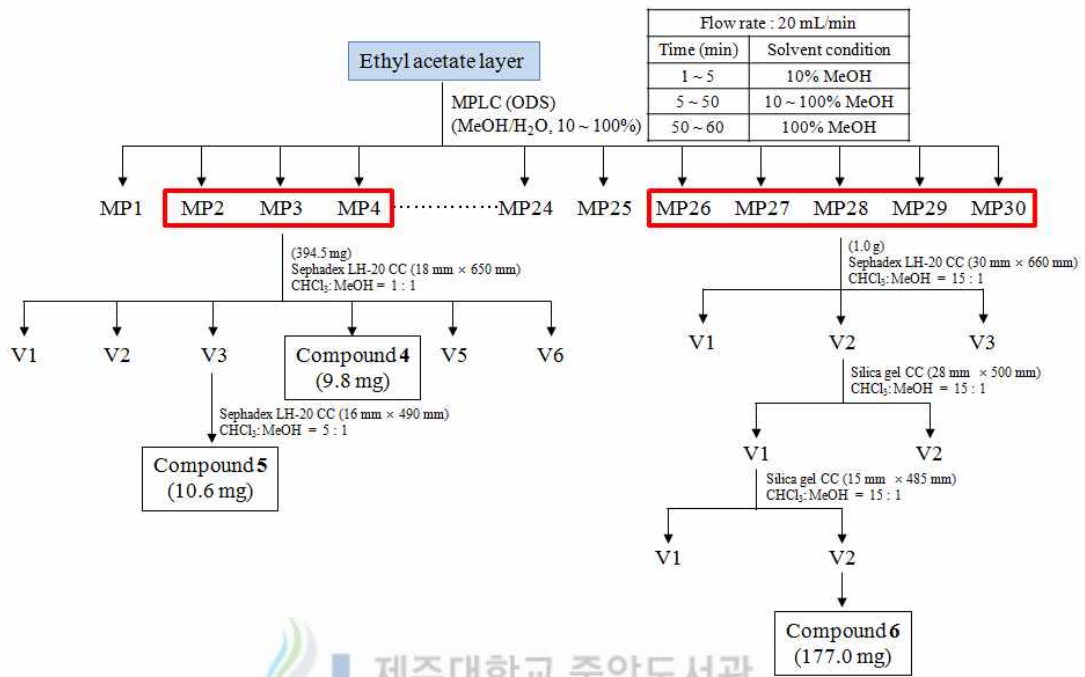 Flow rate : 20 mL/min
Time (min) Solvent condition
1 ~ 5 10% MeOH
5 ~ 50 10 ~ 100% MeOH
50 ~ 60 100% MeOH
Ethyl acetate layer
MPLC (ODS)
(MeOH/H₂O, 10 ~ 100%)
MP1 MP2 MP3 MP4 MP24 MP25 MP26 MP27 MP28 MP29 MP30
(394.5 mg)
Sephadex LH-20 CC (18 mm × 650 mm)
CHCl₃:MeOH = 1 : 1
V1 V2 V3
Compound 4
(9.8 mg)
V5 V6
Sephadex LH-20 CC (16 mm × 490 mm)
CHCl₃:MeOH = 5 : 1
Compound 5
(10.6 mg)
(1.0 g)
Sephadex LH-20 CC (30 mm × 660 mm)
CHCl₃:MeOH = 15 : 1
V1 V2 V3
Silica gel CC (28 mm × 500 mm)
CHCl₃:MeOH = 15 : 1
V1 V2
Silica gel CC (15 mm × 485 mm)
CHCl₃:MeOH = 15 : 1
V1 V2
Compound 6
(177.0 mg)
제주대학교 중앙도서관